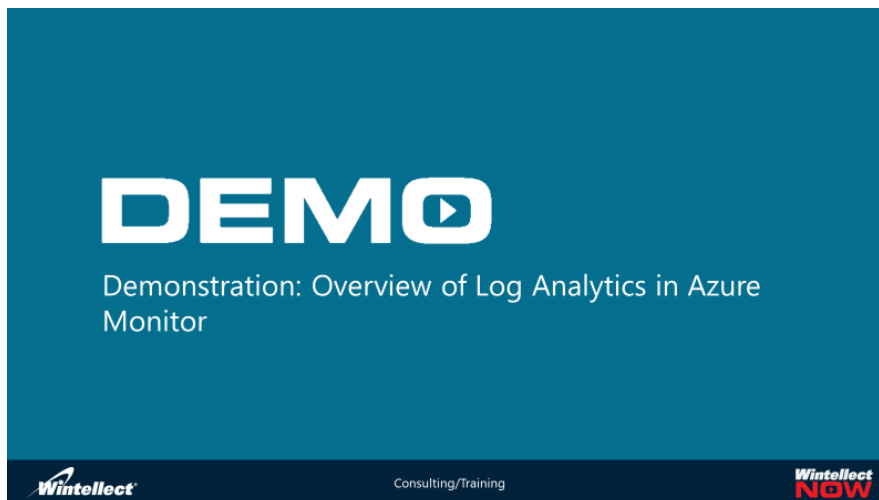 DEMO
Demonstration: Overview of Log Analytics in Azure
Monitor
Wintellect
Consulting/Training
Wintellect
NOW